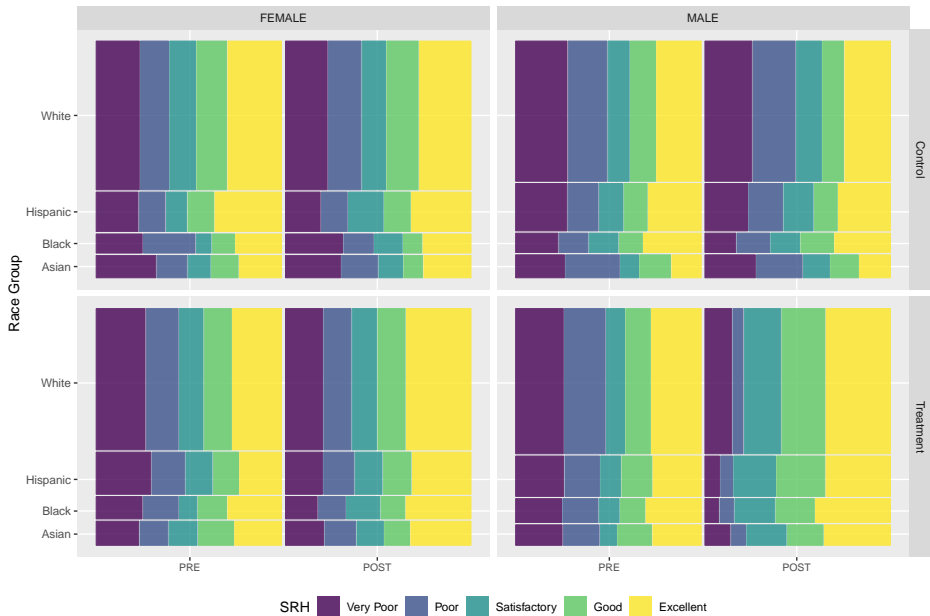 FEMALE MALE
White
Hispanic
Black
Asian
Control
White
Hispanic
Black
Asian
Treatment
Race Group
PRE POST PRE POST
SRH Very Poor Poor Satisfactory Good Excellent